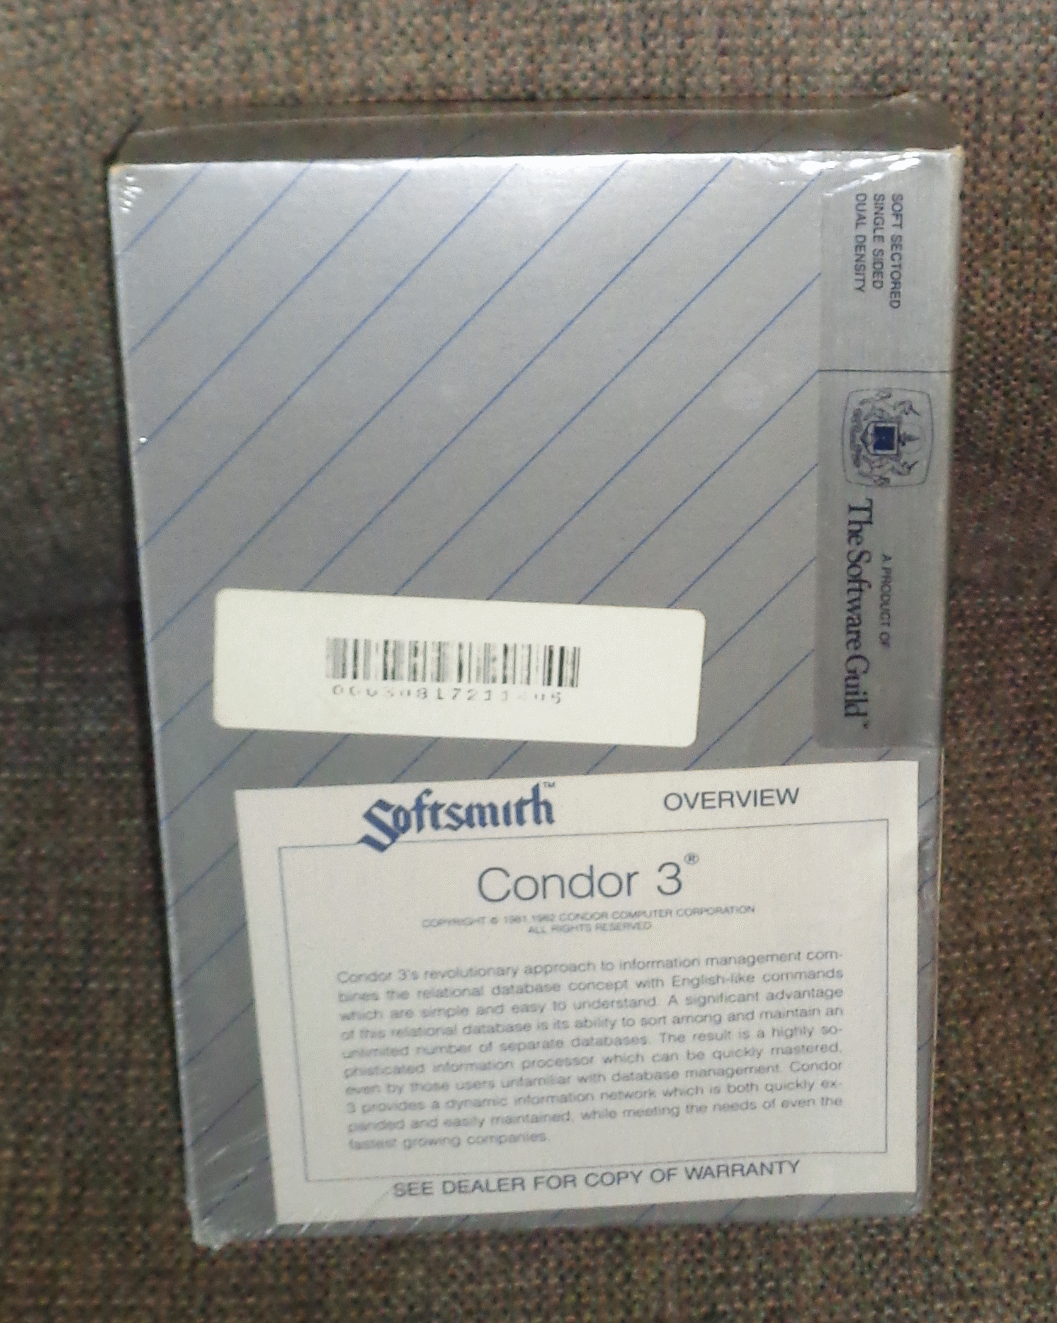 SOFT SECTORED
SINGLE SIDED
DUAL DENSITY
A PRODUCT OF
The Software Guild™
Softsmith™
OVERVIEW
Condor 3®
COPYRIGHT © 1981, 1982 CONDOR COMPUTER CORPORATION
ALL RIGHTS RESERVED
Condor 3's revolutionary approach to information management com-
bines the relational database concept with English-like commands
which are simple and easy to understand. A significant advantage
of this relational database is its ability to sort among and maintain an
unlimited number of separate databases. The result is a highly so-
phisticated information processor which can be quickly mastered,
even by those users unfamiliar with database management. Condor
3 provides a dynamic information network which is both quickly ex-
panded and easily maintained, while meeting the needs of even the
fastest growing companies.
SEE DEALER FOR COPY OF WARRANTY